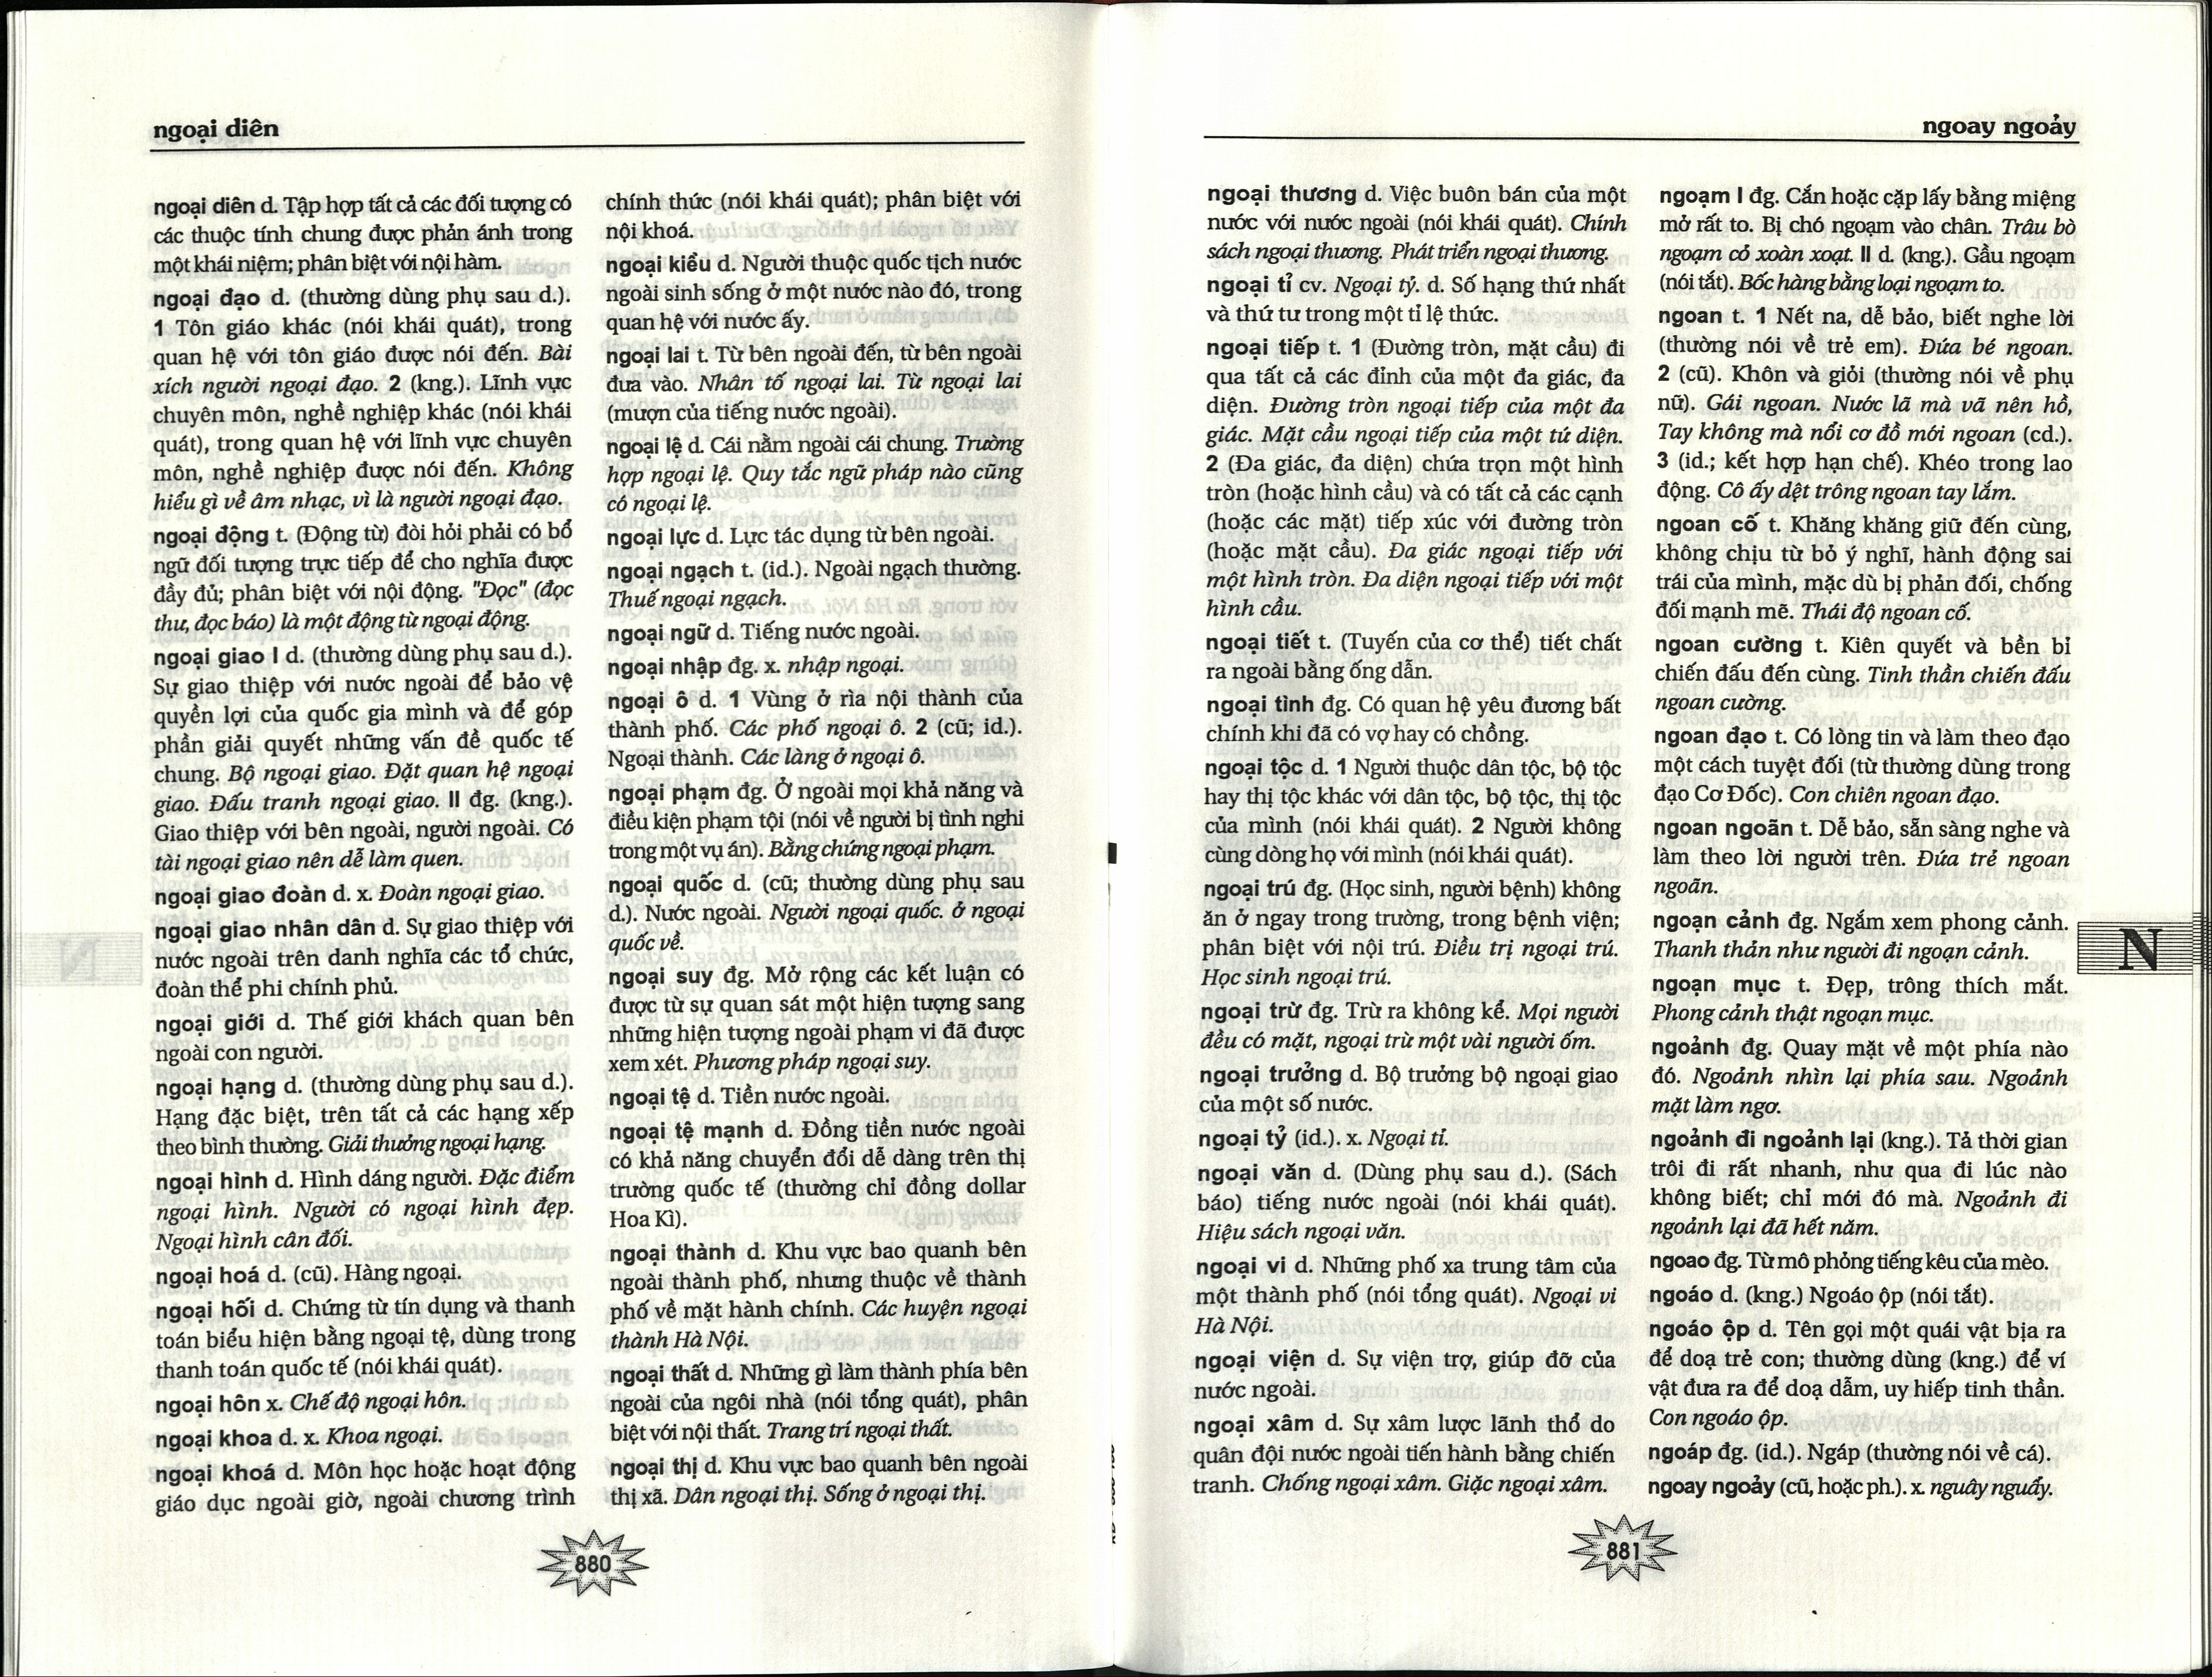 ngoại diên
ngoại diên d. Tập hợp tất cả các đối tượng có
các thuộc tính chung được phản ánh trong
một khái niệm; phân biệt với nội hàm.
ngoại đạo d. (thường dùng phụ sau d.).
1 Tôn giáo khác (nói khái quát), trong
quan hệ với tôn giáo được nói đến. Bài
xích người ngoại đạo. 2 (kng.). Lĩnh vực
chuyên môn, nghề nghiệp khác (nói khái
quát), trong quan hệ với lĩnh vực chuyên
môn, nghề nghiệp được nói đến. Không
hiểu gì về âm nhạc, vì là người ngoại đạo.
ngoại động t. (Động từ) đòi hỏi phải có bổ
ngữ đối tượng trực tiếp để cho nghĩa được
đầy đủ; phân biệt với nội động. "Đọc" (đọc
thư, đọc báo) là một động từ ngoại động.
ngoại giao I d. (thường dùng phụ sau d.).
Sự giao thiệp với nước ngoài để bảo vệ
quyền lợi của quốc gia mình và để góp
phần giải quyết những vấn đề quốc tế
chung. Bộ ngoại giao. Đặt quan hệ ngoại
giao. Đấu tranh ngoại giao. II đg. (kng.).
Giao thiệp với bên ngoài, người ngoài. Có
tài ngoại giao nên dễ làm quen.
ngoại giao đoàn d. x. Đoàn ngoại giao.
ngoại giao nhân dân d. Sự giao thiệp với
nước ngoài trên danh nghĩa các tổ chức,
đoàn thể phi chính phủ.
ngoại giới d. Thế giới khách quan bên
ngoài con người.
ngoại hạng d. (thường dùng phụ sau d.).
Hạng đặc biệt, trên tất cả các hạng xếp
theo bình thường. Giải thưởng ngoại hạng.
ngoại hình d. Hình dáng người. Đặc điểm
ngoại hình. Người có ngoại hình đẹp.
Ngoại hình cân đối.
ngoại hoá d. (cũ). Hàng ngoại.
ngoại hối d. Chứng từ tín dụng và thanh
toán biểu hiện bằng ngoại tệ, dùng trong
thanh toán quốc tế (nói khái quát).
ngoại hôn x. Chế độ ngoại hôn.
ngoại khoa d. x. Khoa ngoại.
ngoại khoá d. Môn học hoặc hoạt động
giáo dục ngoài giờ, ngoài chương trình
chính thức (nói khái quát); phân biệt với
nội khoá.
ngoại kiều d. Người thuộc quốc tịch nước
ngoài sinh sống ở một nước nào đó, trong
quan hệ với nước ấy.
ngoại lai t. Từ bên ngoài đến, từ bên ngoài
đưa vào. Nhân tố ngoại lai. Từ ngoại lai
(mượn của tiếng nước ngoài).
ngoại lệ d. Cái nằm ngoài cái chung. Trường
hợp ngoại lệ. Quy tắc ngữ pháp nào cũng
có ngoại lệ.
ngoại lực d. Lực tác dụng từ bên ngoài.
ngoại ngạch t. (id.). Ngoài ngạch thường.
Thuế ngoại ngạch.
ngoại ngữ d. Tiếng nước ngoài.
ngoại nhập đg. x. nhập ngoại.
ngoại ô d. 1 Vùng ở rìa nội thành của
thành phố. Các phố ngoại ô. 2 (cũ; id.).
Ngoại thành. Các làng ở ngoại ô.
ngoại phạm đg. Ở ngoài mọi khả năng và
điều kiện phạm tội (nói về người bị tình nghi
trong một vụ án). Bằng chứng ngoại phạm.
ngoại quốc d. (cũ; thường dùng phụ sau
d.). Nước ngoài. Người ngoại quốc. ở ngoại
quốc về.
ngoại suy đg. Mở rộng các kết luận có
được từ sự quan sát một hiện tượng sang
những hiện tượng ngoài phạm vi đã được
xem xét. Phương pháp ngoại suy.
ngoại tệ d. Tiền nước ngoài.
ngoại tệ mạnh d. Đồng tiền nước ngoài
có khả năng chuyển đổi dễ dàng trên thị
trường quốc tế (thường chỉ đồng dollar
Hoa Kì).
ngoại thành d. Khu vực bao quanh bên
ngoài thành phố, nhưng thuộc về thành
phố về mặt hành chính. Các huyện ngoại
thành Hà Nội.
ngoại thất d. Những gì làm thành phía bên
ngoài của ngôi nhà (nói tổng quát), phân
biệt với nội thất. Trang trí ngoại thất.
ngoại thị d. Khu vực bao quanh bên ngoài
thị xã. Dân ngoại thị. Sống ở ngoại thị.
880
ngoay ngoảy
ngoại thương d. Việc buôn bán của một
nước với nước ngoài (nói khái quát). Chính
sách ngoại thương. Phát triển ngoại thương.
ngoại tỉ cv. Ngoại tỷ. d. Số hạng thứ nhất
và thứ tư trong một tỉ lệ thức.
ngoại tiếp t. 1 (Đường tròn, mặt cầu) đi
qua tất cả các đỉnh của một đa giác, đa
diện. Đường tròn ngoại tiếp của một đa
giác. Mặt cầu ngoại tiếp của một tứ diện.
2 (Đa giác, đa diện) chứa trọn một hình
tròn (hoặc hình cầu) và có tất cả các cạnh
(hoặc các mặt) tiếp xúc với đường tròn
(hoặc mặt cầu). Đa giác ngoại tiếp với
một hình tròn. Đa diện ngoại tiếp với một
hình cầu.
ngoại tiết t. (Tuyến của cơ thể) tiết chất
ra ngoài bằng ống dẫn.
ngoại tình đg. Có quan hệ yêu đương bất
chính khi đã có vợ hay có chồng.
ngoại tộc d. 1 Người thuộc dân tộc, bộ tộc
hay thị tộc khác với dân tộc, bộ tộc, thị tộc
của mình (nói khái quát). 2 Người không
cùng dòng họ với mình (nói khái quát).
ngoại trú đg. (Học sinh, người bệnh) không
ăn ở ngay trong trường, trong bệnh viện;
phân biệt với nội trú. Điều trị ngoại trú.
Học sinh ngoại trú.
ngoại trừ đg. Trừ ra không kể. Mọi người
đều có mặt, ngoại trừ một vài người ốm.
ngoại trưởng d. Bộ trưởng bộ ngoại giao
của một số nước.
ngoại tỷ (id.). x. Ngoại tỉ.
ngoại văn d. (Dùng phụ sau d.). (Sách
báo) tiếng nước ngoài (nói khái quát).
Hiệu sách ngoại văn.
ngoại vi d. Những phố xa trung tâm của
một thành phố (nói tổng quát). Ngoại vi
Hà Nội.
ngoại viện d. Sự viện trợ, giúp đỡ của
nước ngoài.
ngoại xâm d. Sự xâm lược lãnh thổ do
quân đội nước ngoài tiến hành bằng chiến
tranh. Chống ngoại xâm. Giặc ngoại xâm.
ngoạm I đg. Cắn hoặc cặp lấy bằng miệng
mở rất to. Bị chó ngoạm vào chân. Trâu bò
ngoạm cỏ xoàn xoạt. II d. (kng.). Gầu ngoạm
(nói tắt). Bốc hàng bằng loại ngoạm to.
ngoan t. 1 Nết na, dễ bảo, biết nghe lời
(thường nói về trẻ em). Đứa bé ngoan.
2 (cũ). Khôn và giỏi (thường nói về phụ
nữ). Gái ngoan. Nước lã mà vã nên hồ,
Tay không mà nổi cơ đồ mới ngoan (cd.).
3 (id.; kết hợp hạn chế). Khéo trong lao
động. Cô ấy dệt trông ngoan tay lắm.
ngoan cố t. Khăng khăng giữ đến cùng,
không chịu từ bỏ ý nghĩ, hành động sai
trái của mình, mặc dù bị phản đối, chống
đối mạnh mẽ. Thái độ ngoan cố.
ngoan cường t. Kiên quyết và bền bỉ
chiến đấu đến cùng. Tinh thần chiến đấu
ngoan cường.
ngoan đạo t. Có lòng tin và làm theo đạo
một cách tuyệt đối (từ thường dùng trong
đạo Cơ Đốc). Con chiên ngoan đạo.
ngoan ngoãn t. Dễ bảo, sẵn sàng nghe và
làm theo lời người trên. Đứa trẻ ngoan
ngoãn.
ngoạn cảnh đg. Ngắm xem phong cảnh.
Thanh thản như người đi ngoạn cảnh.
ngoạn mục t. Đẹp, trông thích mắt.
Phong cảnh thật ngoạn mục.
ngoảnh đg. Quay mặt về một phía nào
đó. Ngoảnh nhìn lại phía sau. Ngoảnh
mặt làm ngơ.
ngoảnh đi ngoảnh lại (kng.). Tả thời gian
trôi đi rất nhanh, như qua đi lúc nào
không biết; chỉ mới đó mà. Ngoảnh đi
ngoảnh lại đã hết năm.
ngoao đg. Từ mô phỏng tiếng kêu của mèo.
ngoáo d. (kng.) Ngoáo ộp (nói tắt).
ngoáo ộp d. Tên gọi một quái vật bịa ra
để doạ trẻ con; thường dùng (kng.) để ví
vật đưa ra để doạ dẫm, uy hiếp tinh thần.
Con ngoáo ộp.
ngoáp đg. (id.). Ngáp (thường nói về cá).
ngoay ngoảy (cũ, hoặc ph.). x. nguây nguẩy.
N
881